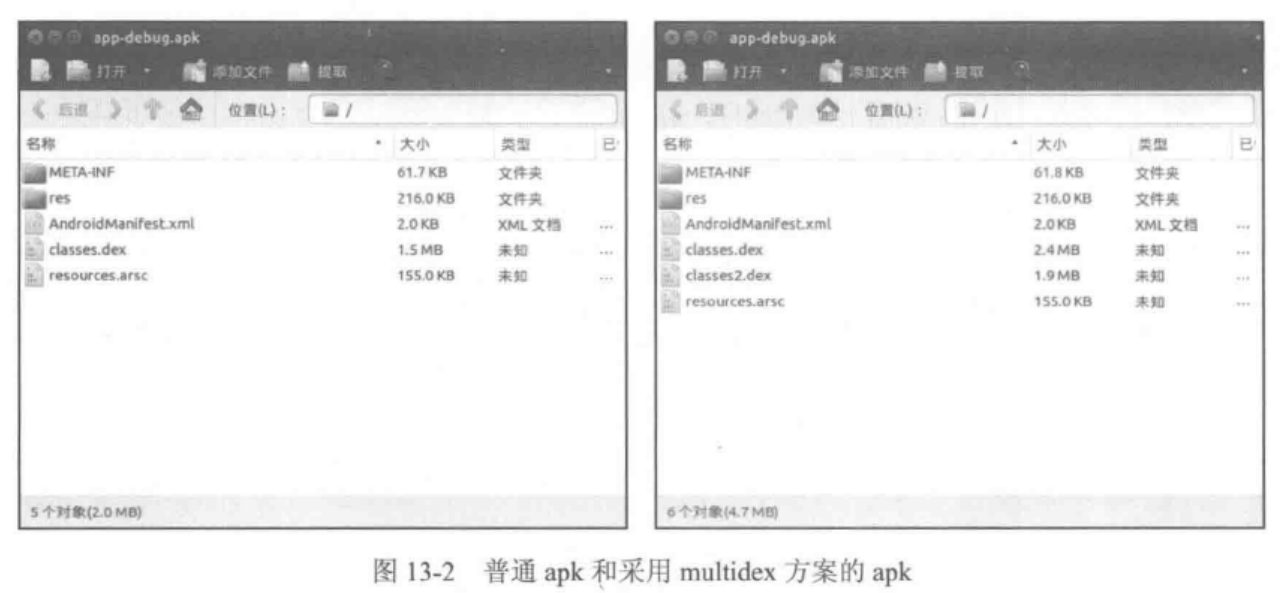 app-debug.apk
打开 添加文件 提取
后退 位置(L)： /
名称 大小 类型 已
META-INF 61.7 KB 文件夹
res 216.0 KB 文件夹
AndroidManifest.xml 2.0 KB XML 文档 ...
classes.dex 1.5 MB 未知 ...
resources.arsc 155.0 KB 未知 ...
5 个对象(2.0 MB)
app-debug.apk
打开 添加文件 提取
后退 位置(L)： /
名称 大小 类型 已
META-INF 61.8 KB 文件夹
res 216.0 KB 文件夹
AndroidManifest.xml 2.0 KB XML 文档 ...
classes.dex 2.4 MB 未知 ...
classes2.dex 1.9 MB 未知 ...
resources.arsc 155.0 KB 未知 ...
6 个对象(4.7 MB)
图 13-2 普通 apk 和采用 multidex 方案的 apk